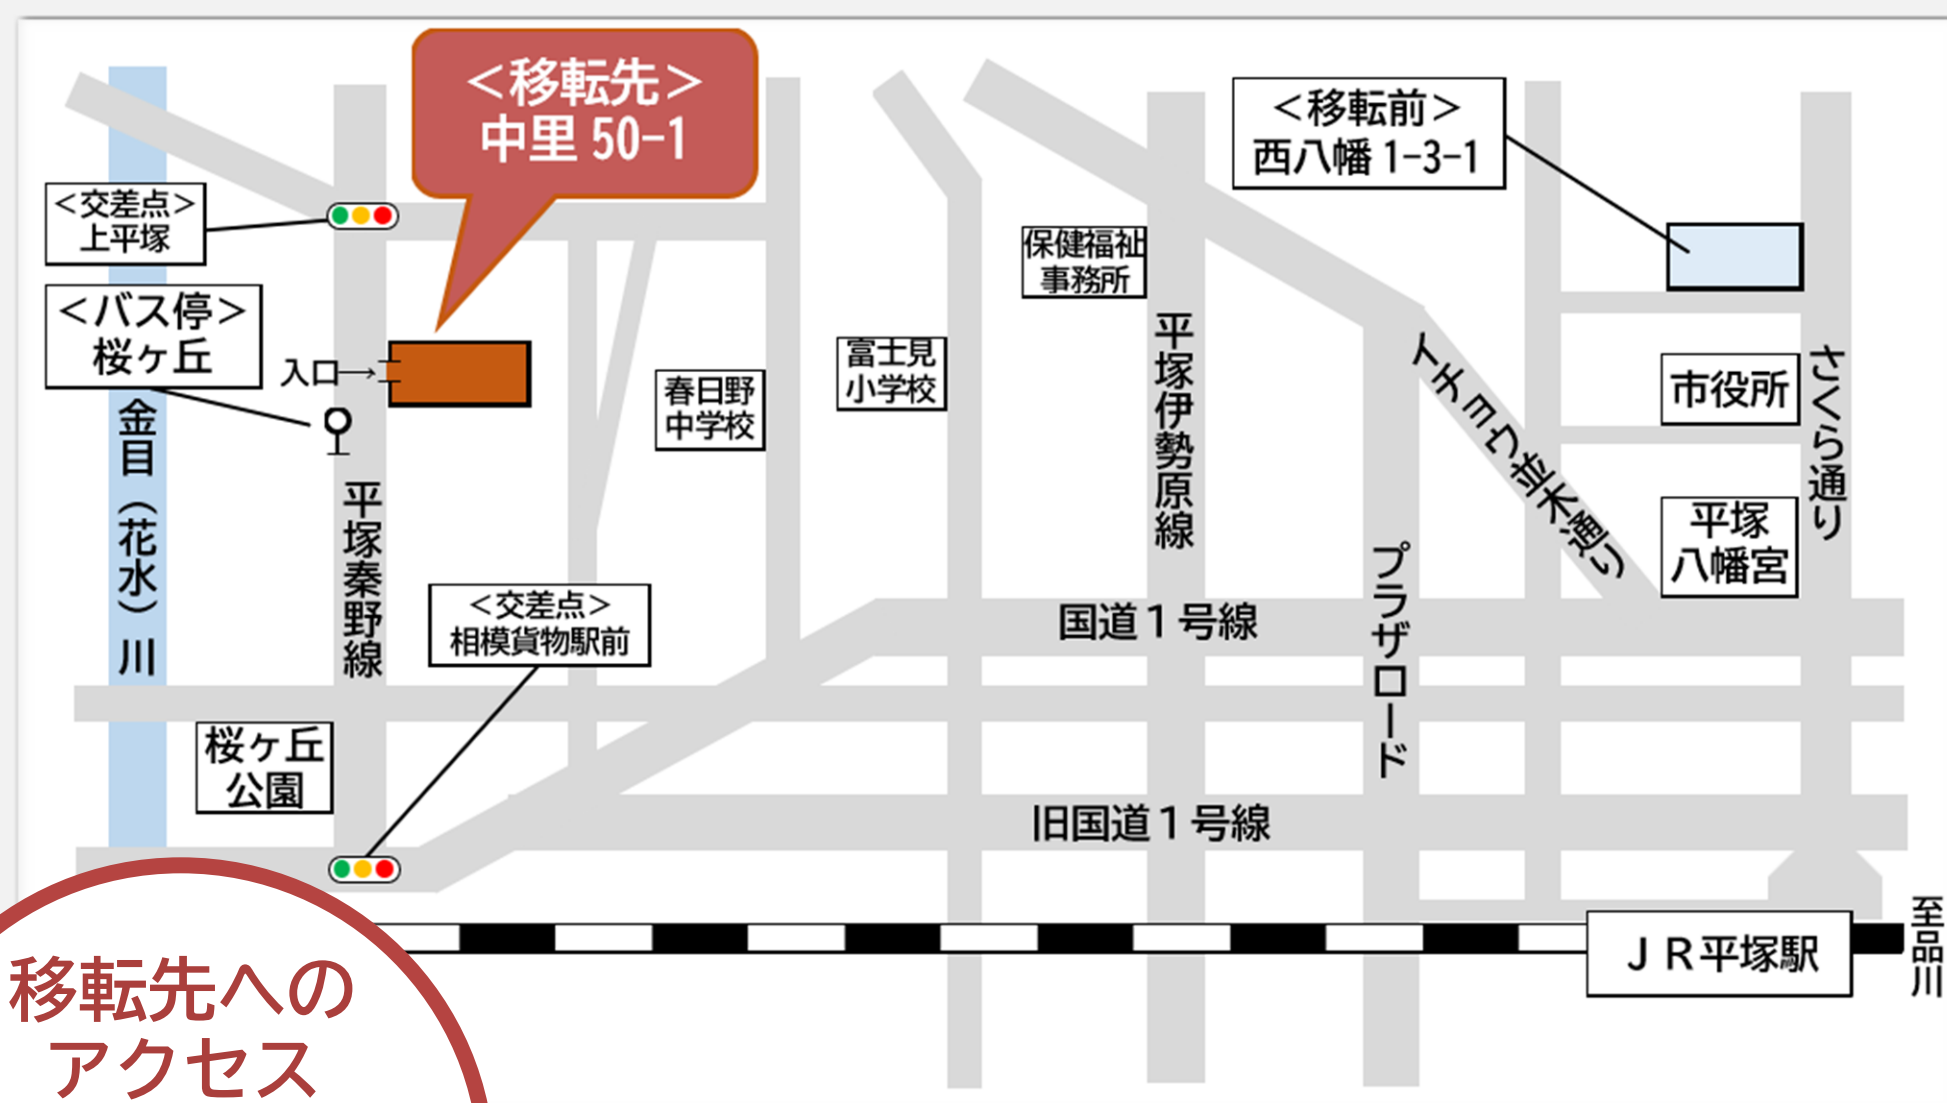 ＜移転先＞
中里 50-1
＜移転前＞
西八幡 1-3-1
＜交差点＞
上平塚
＜バス停＞
桜ヶ丘
入口→
金目（花水）川
平塚秦野線
春日野
中学校
富士見
小学校
保健福祉
事務所
平塚伊勢原線
イチョウ並木通り
市役所
さくら通り
平塚
八幡宮
プラザロード
＜交差点＞
相模貨物駅前
国道１号線
桜ヶ丘
公園
旧国道１号線
ＪＲ平塚駅
至品川
移転先への
アクセス